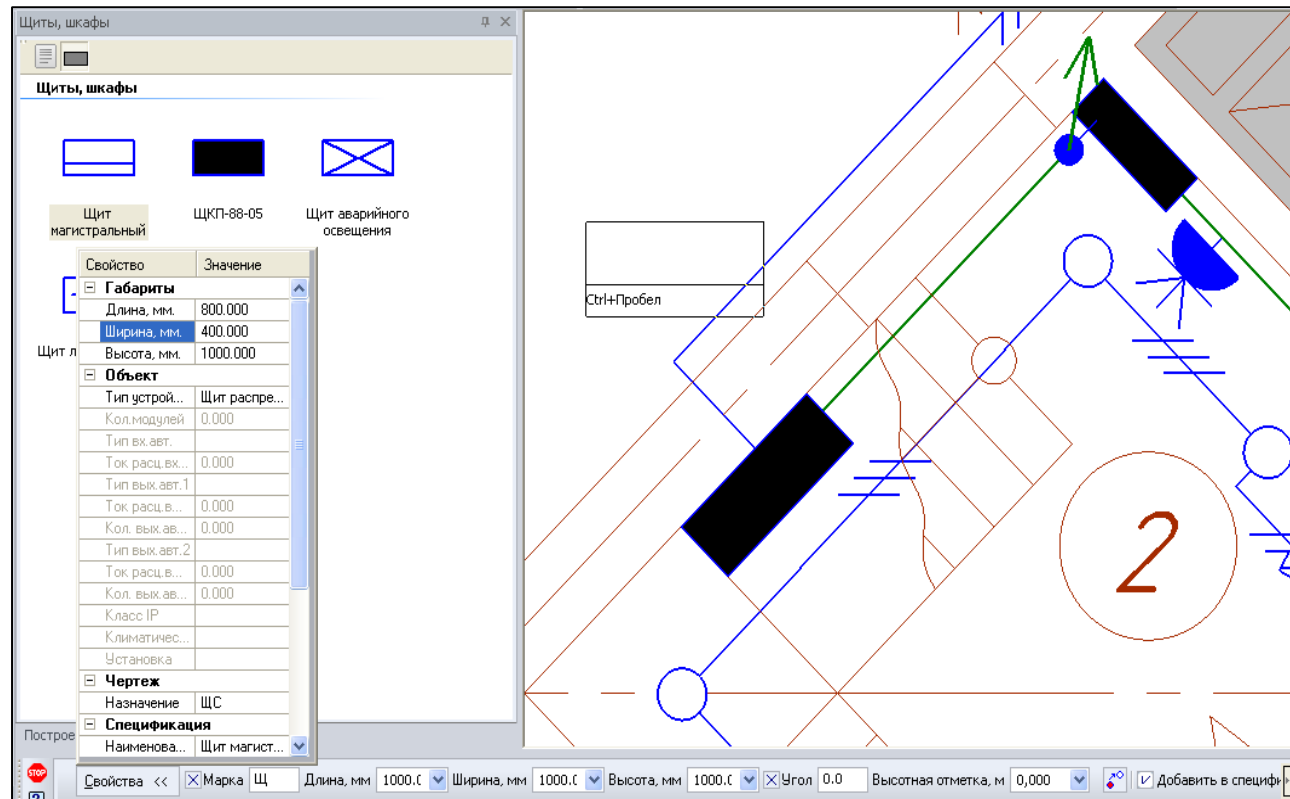 Щиты, шкафы
Щиты, шкафы
Щит
магистральный
ЩКП-88-05
Щит аварийного
освещения
Щит л
Свойство Значение
Габариты
Длина, мм. 800.000
Ширина, мм. 400.000
Высота, мм. 1000.000
Объект
Тип устрой... Щит распре...
Кол.модулей 0.000
Тип вх.авт.
Ток расц.вх... 0.000
Тип вых.авт.1
Ток расц.в... 0.000
Кол. вых.ав... 0.000
Тип вых.авт.2
Ток расц.в... 0.000
Кол. вых.ав... 0.000
Класс IP
Климатичес...
Установка
Чертеж
Назначение ЩС
Спецификация
Наименова... Щит магист...
Ctrl+Пробел
2
Построе
STOP
Свойства << Марка Щ Длина, мм 1000.( Ширина, мм 1000.( Высота, мм 1000.( Угол 0.0 Высотная отметка, м 0,000 Добавить в специфи